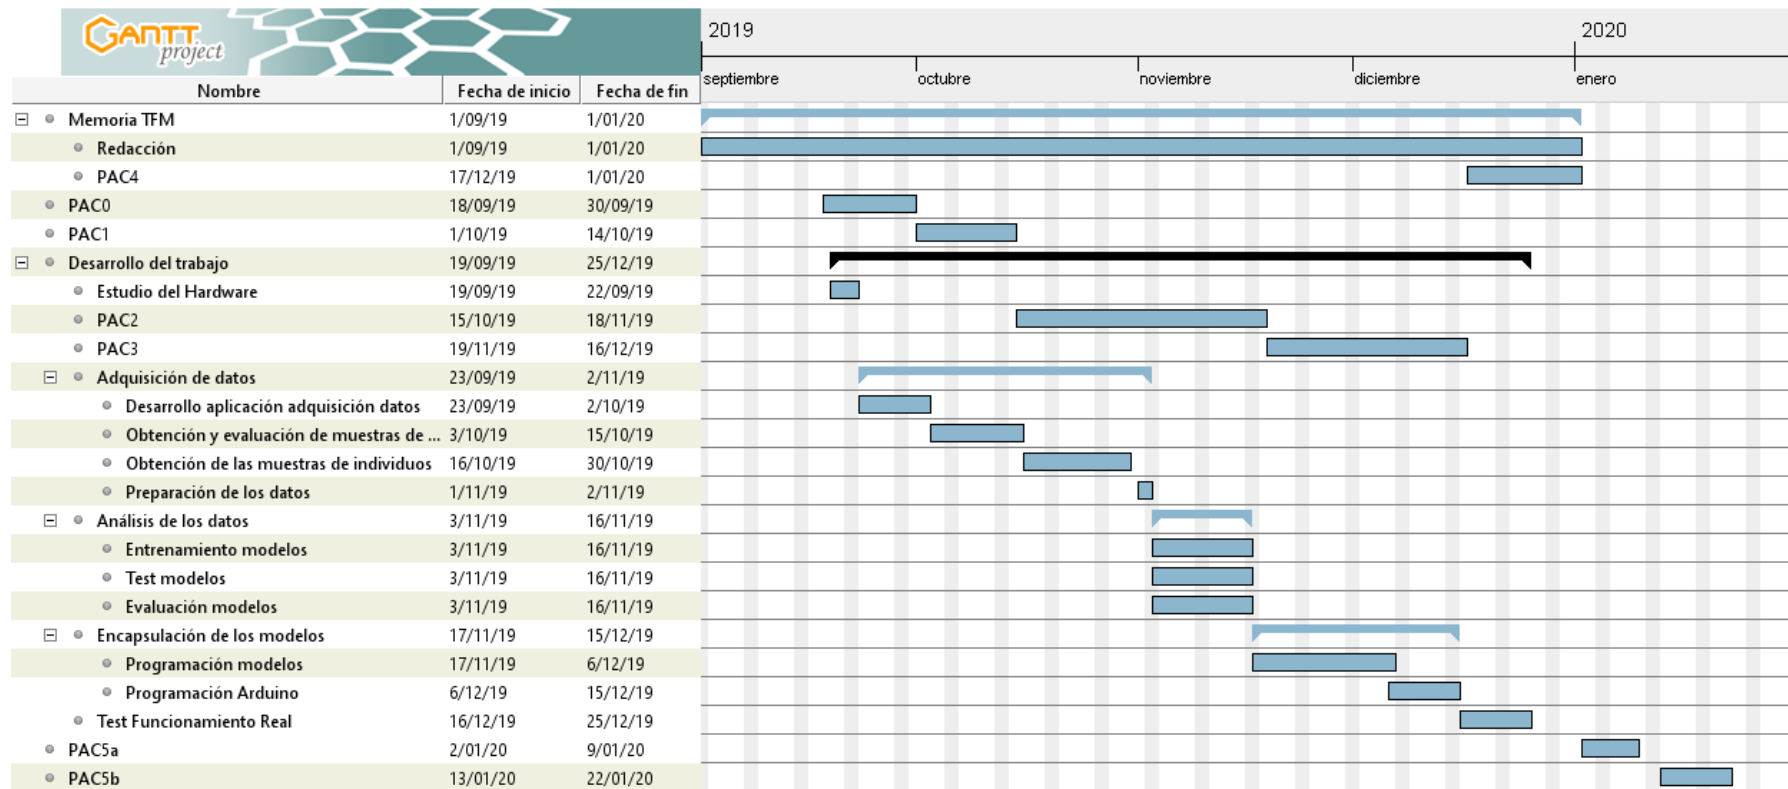 GANTT
project
2019 2020
septiembre octubre noviembre diciembre enero
Nombre Fecha de inicio Fecha de fin
Memoria TFM 1/09/19 1/01/20
Redacción 1/09/19 1/01/20
PAC4 17/12/19 1/01/20
PAC0 18/09/19 30/09/19
PAC1 1/10/19 14/10/19
Desarrollo del trabajo 19/09/19 25/12/19
Estudio del Hardware 19/09/19 22/09/19
PAC2 15/10/19 18/11/19
PAC3 19/11/19 16/12/19
Adquisición de datos 23/09/19 2/11/19
Desarrollo aplicación adquisición datos 23/09/19 2/10/19
Obtención y evaluación de muestras de ... 3/10/19 15/10/19
Obtención de las muestras de individuos 16/10/19 30/10/19
Preparación de los datos 1/11/19 2/11/19
Análisis de los datos 3/11/19 16/11/19
Entrenamiento modelos 3/11/19 16/11/19
Test modelos 3/11/19 16/11/19
Evaluación modelos 3/11/19 16/11/19
Encapsulación de los modelos 17/11/19 15/12/19
Programación modelos 17/11/19 6/12/19
Programación Arduino 6/12/19 15/12/19
Test Funcionamiento Real 16/12/19 25/12/19
PAC5a 2/01/20 9/01/20
PAC5b 13/01/20 22/01/20